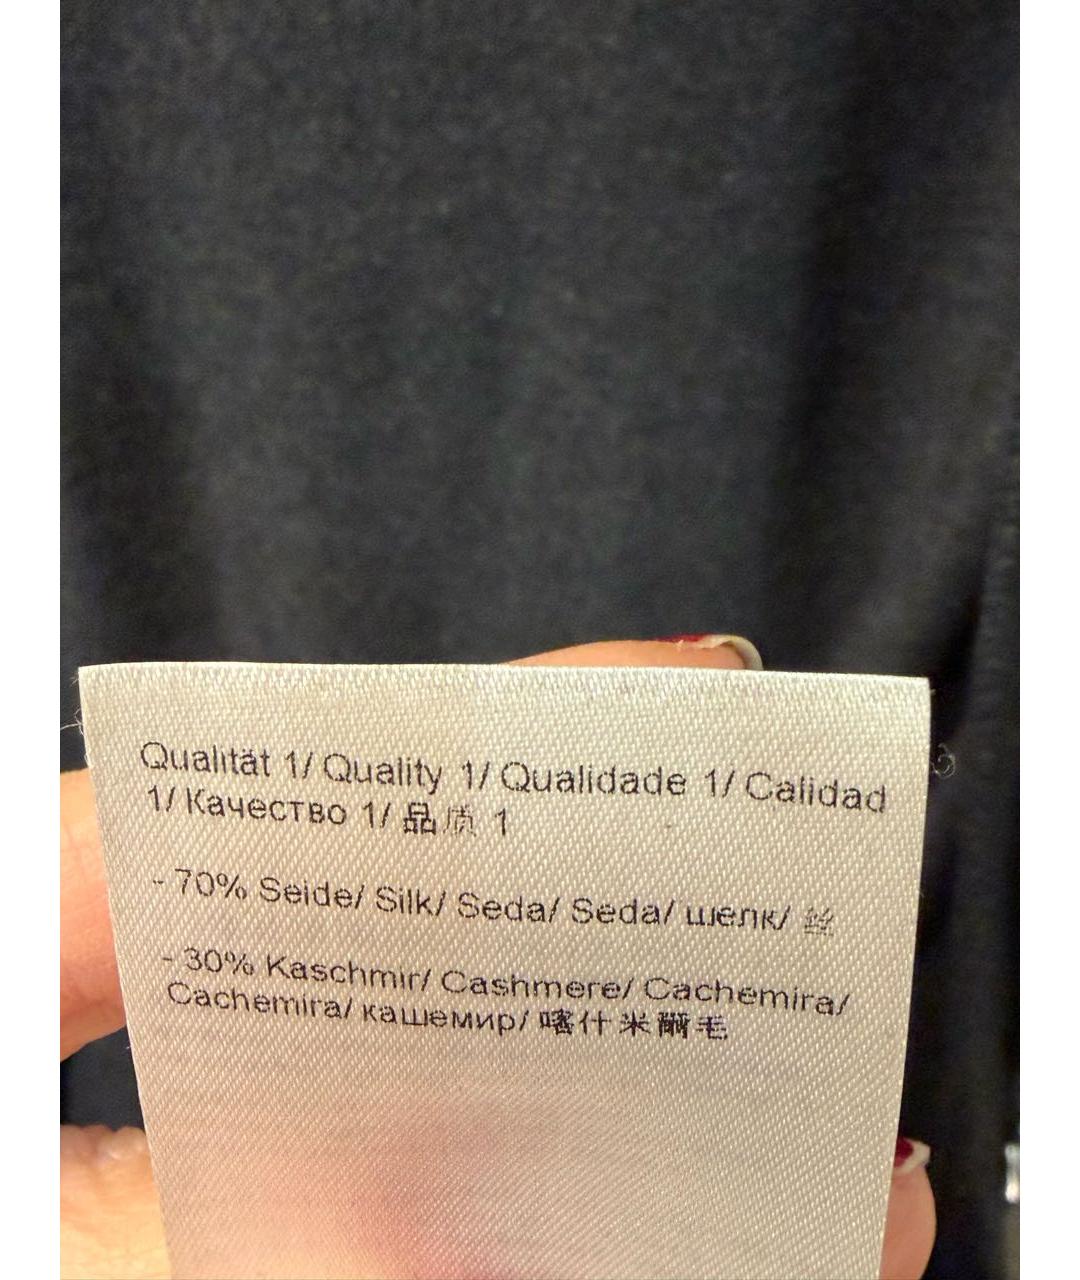 Qualität 1/ Quality 1/ Qualidade 1/ Calidad
1/ Качество 1/ 品质 1
- 70% Seide/ Silk/ Seda/ Seda/ шелк/ 丝
- 30% Kaschmir/ Cashmere/ Cachemira/
Cachemira/ кашемир/ 喀什米爾毛